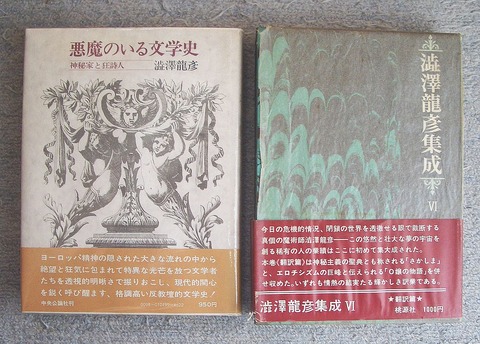 悪魔のいる文学史
神秘家と狂詩人
澁澤龍彦
ヨーロッパ精神の隠された大きな流れの中から
絶望と狂気に包まれて特異な光芒を放つ文学者
たちを透視的明晰さで掘りおこし、現代的関心
を鋭く呼び醒ます、格調高い反教壇的文学史！
中央公論社刊
950円
澁澤龍彦集成
VI
今日の危機的情況、閉鎖の世界を透徹せる眼で裁断する
真個の魔術師澁澤龍彦──この悠然と壮大な夢の宇宙を
創る稀有の人の業績はここに初めて集大成された。
本巻〈翻訳篇〉は神秘主義の聖典とも称される「さかしま」
と、エロチシズムの巨峰と伝えられる「O嬢の物語」を併
せ収めた。いずれも情熱の結実たる輝かしき訳業である。
澁澤龍彦集成 VI
★翻訳篇★
桃源社
1000円